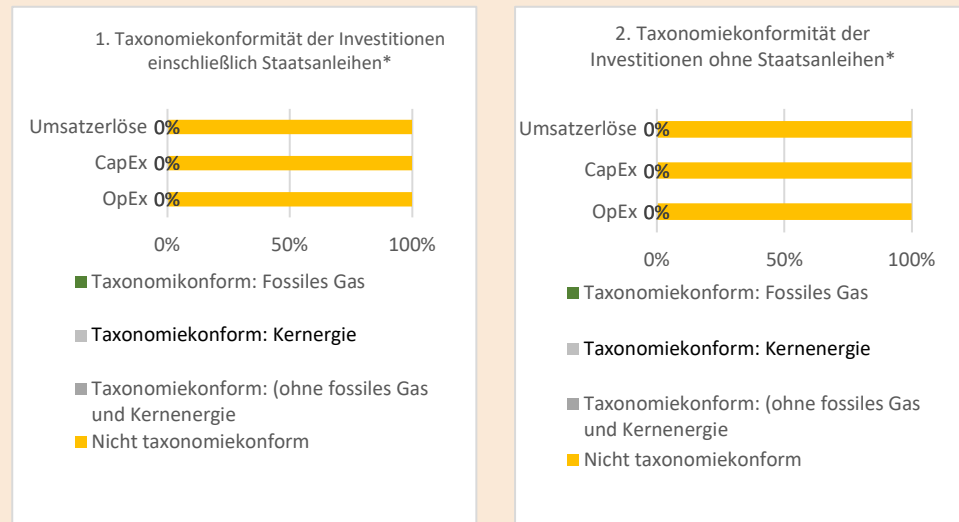 1. Taxonomiekonformität der Investitionen
einschließlich Staatsanleihen*
Umsatzerlöse 0%
CapEx 0%
OpEx 0%
0% 50% 100%
Taxonomikonform: Fossiles Gas
Taxonomiekonform: Kernergie
Taxonomiekonform: (ohne fossiles Gas
und Kernenergie
Nicht taxonomiekonform
2. Taxonomiekonformität der
Investitionen ohne Staatsanleihen*
Umsatzerlöse 0%
CapEx 0%
OpEx 0%
0% 50% 100%
Taxonomiekonform: Fossiles Gas
Taxonomiekonform: Kernenergie
Taxonomiekonform: (ohne fossiles Gas
und Kernenergie
Nicht taxonomiekonform